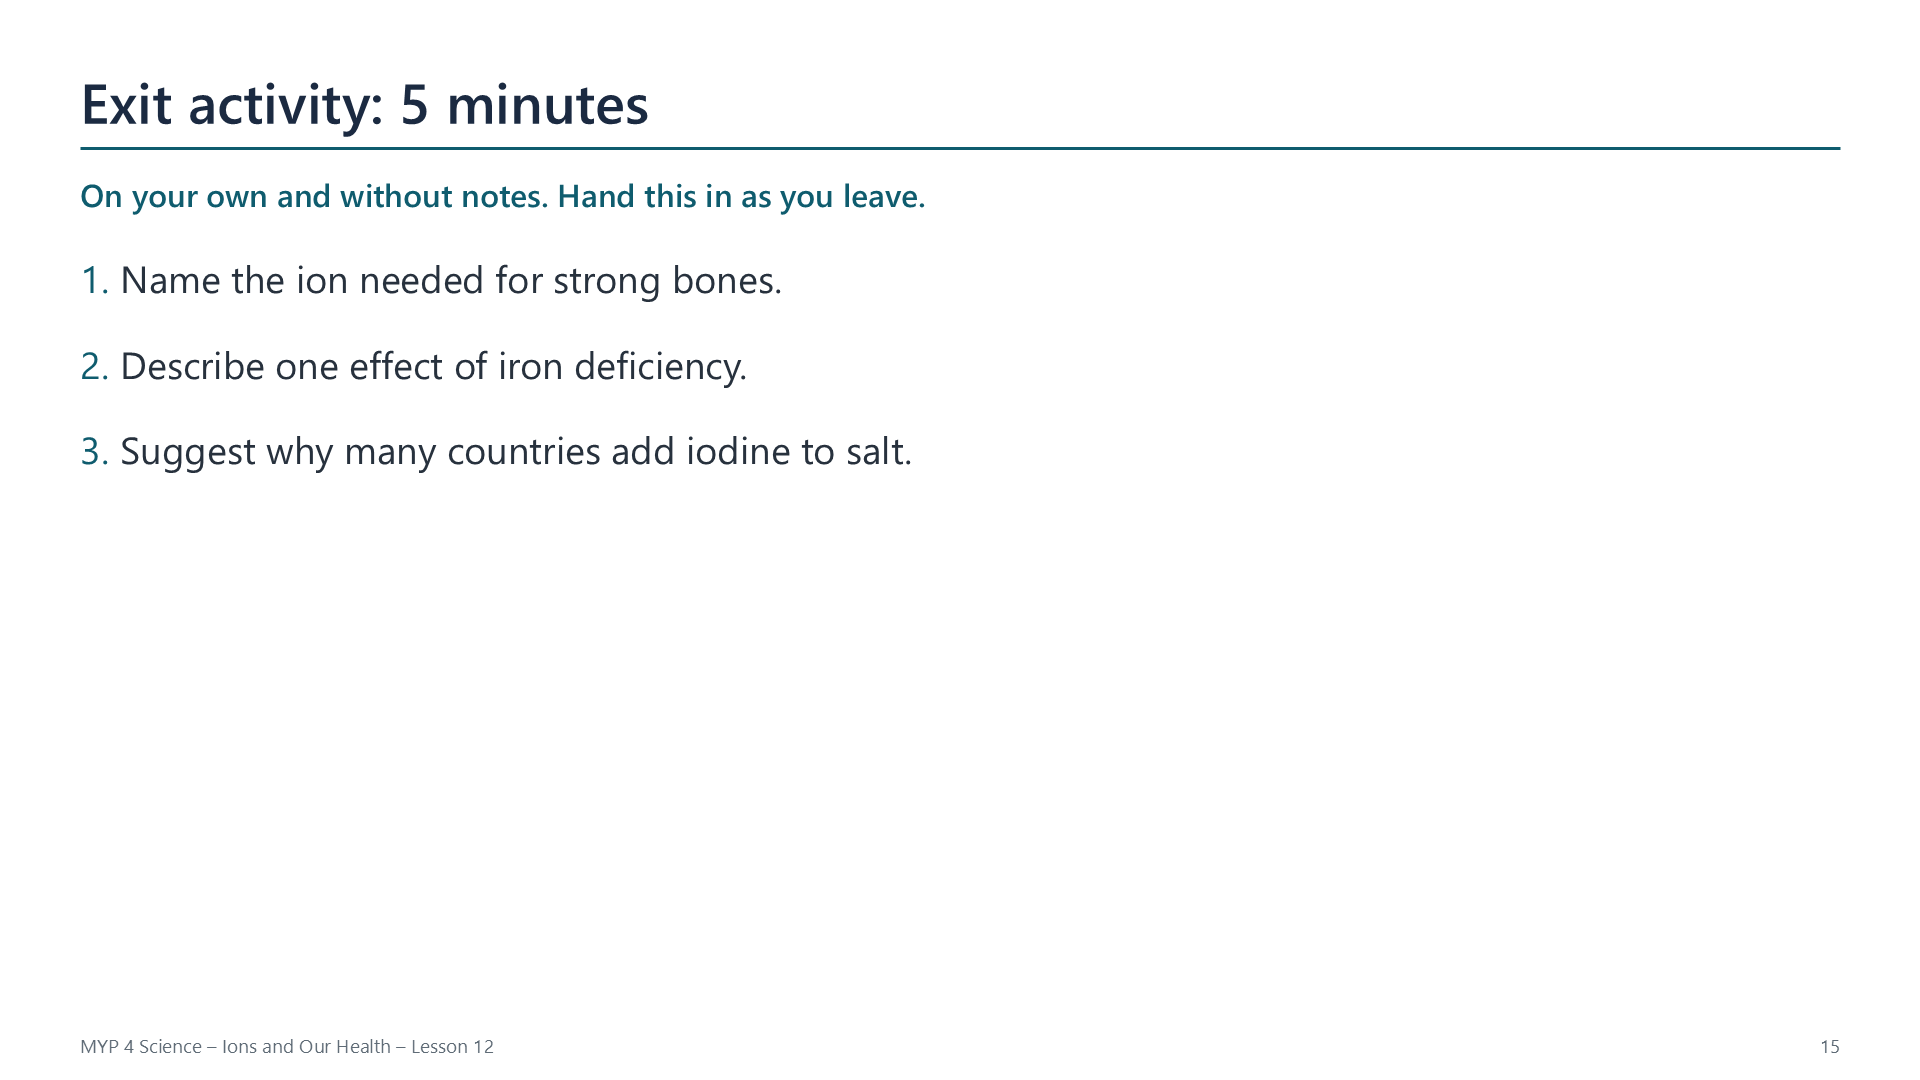 Exit activity: 5 minutes
On your own and without notes. Hand this in as you leave.
1. Name the ion needed for strong bones.
2. Describe one effect of iron deficiency.
3. Suggest why many countries add iodine to salt.
MYP 4 Science – Ions and Our Health – Lesson 12
15